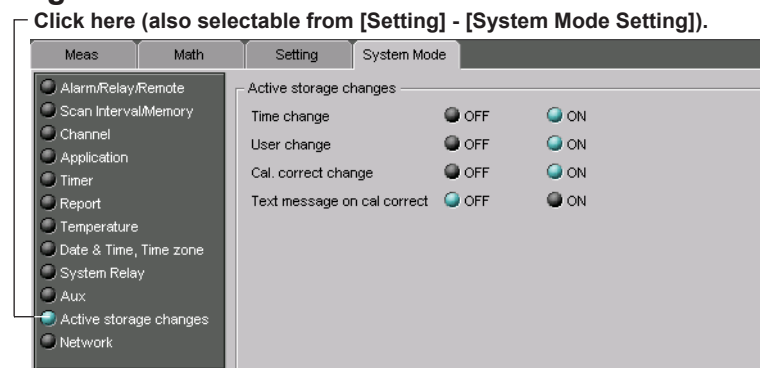 Click here (also selectable from [Setting] - [System Mode Setting]).
Meas Math Setting System Mode
Alarm/Relay/Remote
Scan Interval/Memory
Channel
Application
Timer
Report
Temperature
Date & Time, Time zone
System Relay
Aux
Active storage changes
Network
Active storage changes
Time change OFF ON
User change OFF ON
Cal. correct change OFF ON
Text message on cal correct OFF ON